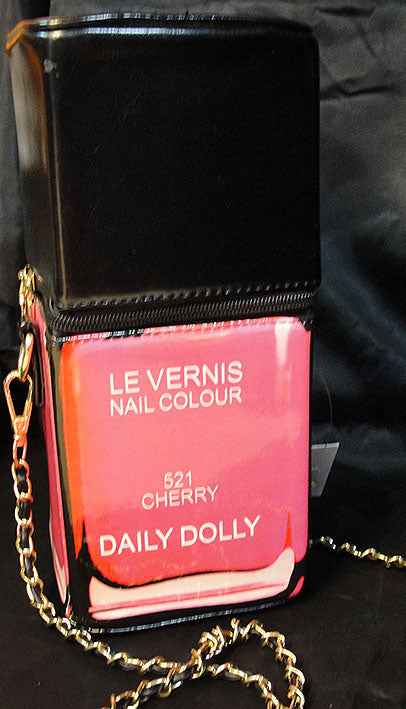 LE VERNIS
NAIL COLOUR
521
CHERRY
DAILY DOLLY